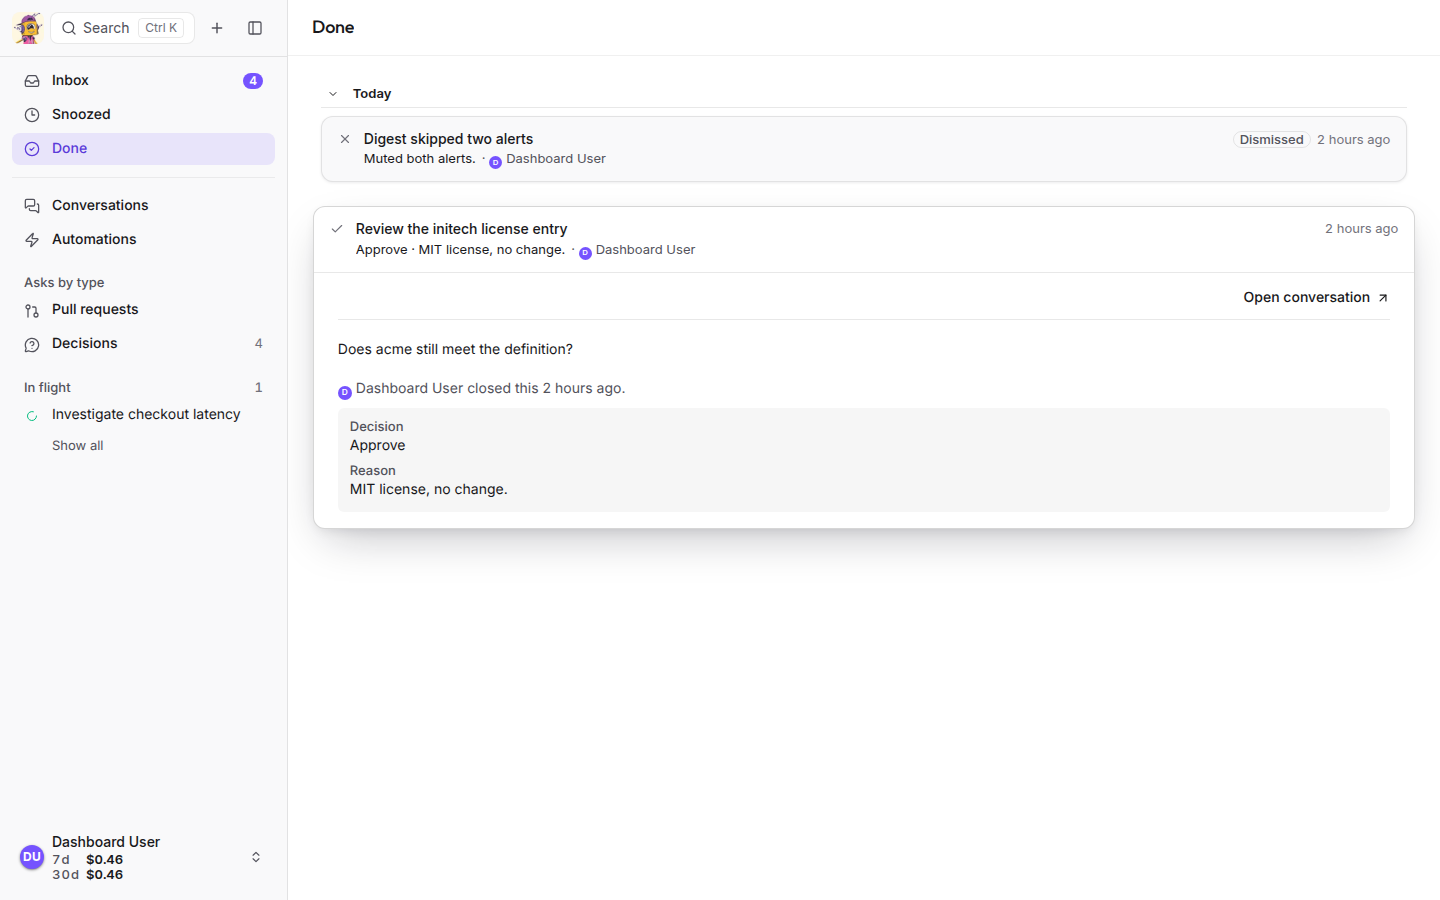 Search Ctrl K
Inbox 4
Snoozed
Done
Conversations
Automations
Asks by type
Pull requests
Decisions 4
In flight 1
Investigate checkout latency
Show all
DU Dashboard User
7d $0.46
30d $0.46
Done
Today
Digest skipped two alerts Dismissed 2 hours ago
Muted both alerts. · D Dashboard User
Review the initech license entry 2 hours ago
Approve · MIT license, no change. · D Dashboard User
Open conversation
Does acme still meet the definition?
D Dashboard User closed this 2 hours ago.
Decision
Approve
Reason
MIT license, no change.